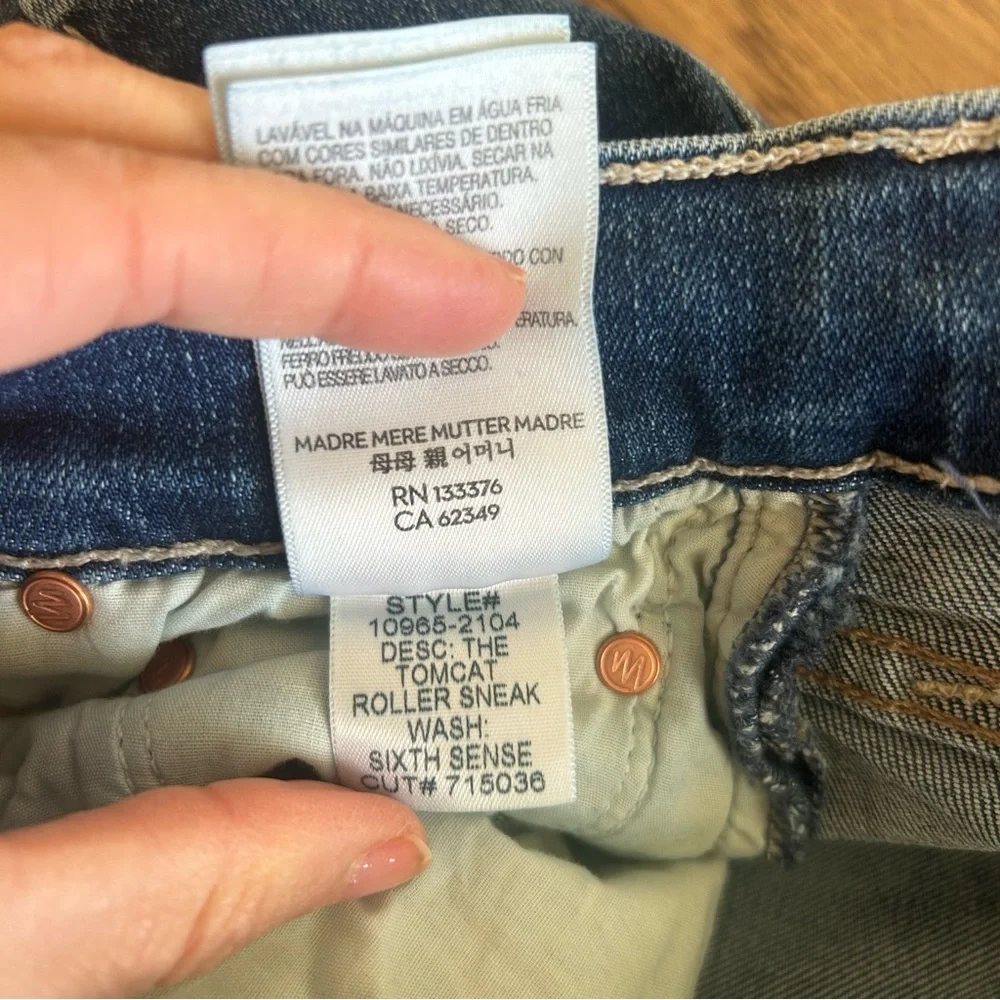 LAVÁVEL NA MÁQUINA EM ÁGUA FRIA
COM CORES SIMILARES DE DENTRO
FORA. NÃO LIXÍVIA. SECAR NA
BAIXA TEMPERATURA.
NECESSÁRIO.
A SECO.
CON
FERRO FREDDO
PUÒ ESSERE LAVATO A SECCO.
MADRE MERE MUTTER MADRE
母母 親 어머니
RN 133376
CA 62349
STYLE#
10965-2104
DESC: THE
TOMCAT
ROLLER SNEAK
WASH:
SIXTH SENSE
CUT# 715036